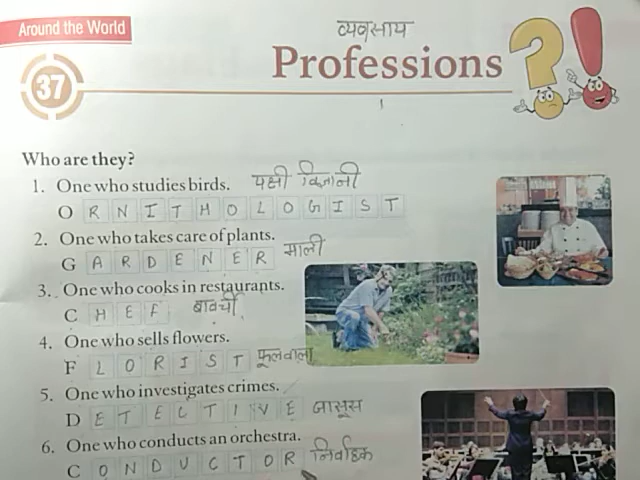 Around the World
व्यवसाय
37
Professions
Who are they?
1. One who studies birds. पक्षी विज्ञानी
O R N I T H O L O G I S T
2. One who takes care of plants. माली
G A R D E N E R
3. One who cooks in restaurants.
C H E F बावर्ची
4. One who sells flowers.
F L O R I S T फूलवाला
5. One who investigates crimes.
D E T E C T I V E जासूस
6. One who conducts an orchestra.
C O N D U C T O R निर्वाहक